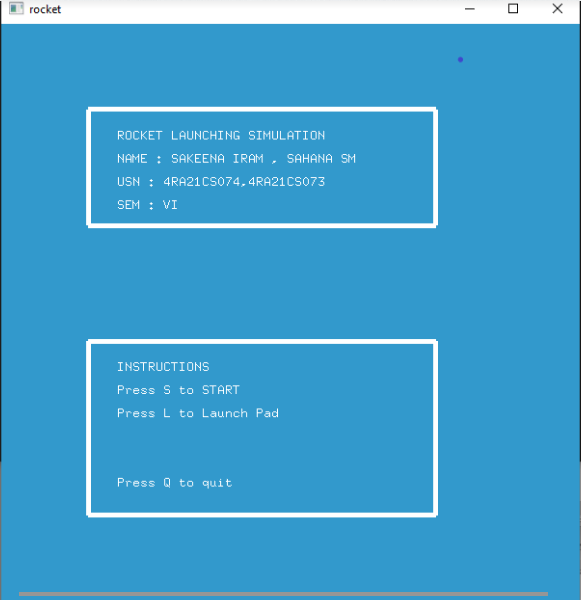 rocket
ROCKET LAUNCHING SIMULATION
NAME : SAKEENA IRAM , SAHANA SM
USN : 4RA21CS074,4RA21CS073
SEM : VI
INSTRUCTIONS
Press S to START
Press L to Launch Pad
Press Q to quit